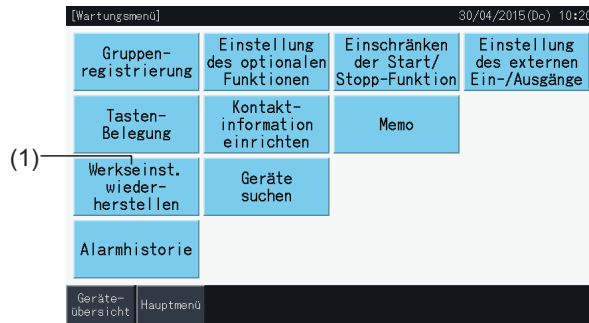 [Wartungsmenü] 30/04/2015(Do) 10:20
Gruppen-
registrierung
Einstellung
des optionalen
Funktionen
Einschränken
der Start/
Stopp-Funktion
Einstellung
des externen
Ein-/Ausgänge
Tasten-
Belegung
Kontakt-
information
einrichten
Memo
(1)
Werkseinst.
wieder-
herstellen
Geräte
suchen
Alarmhistorie
Geräte-
übersicht
Hauptmenü